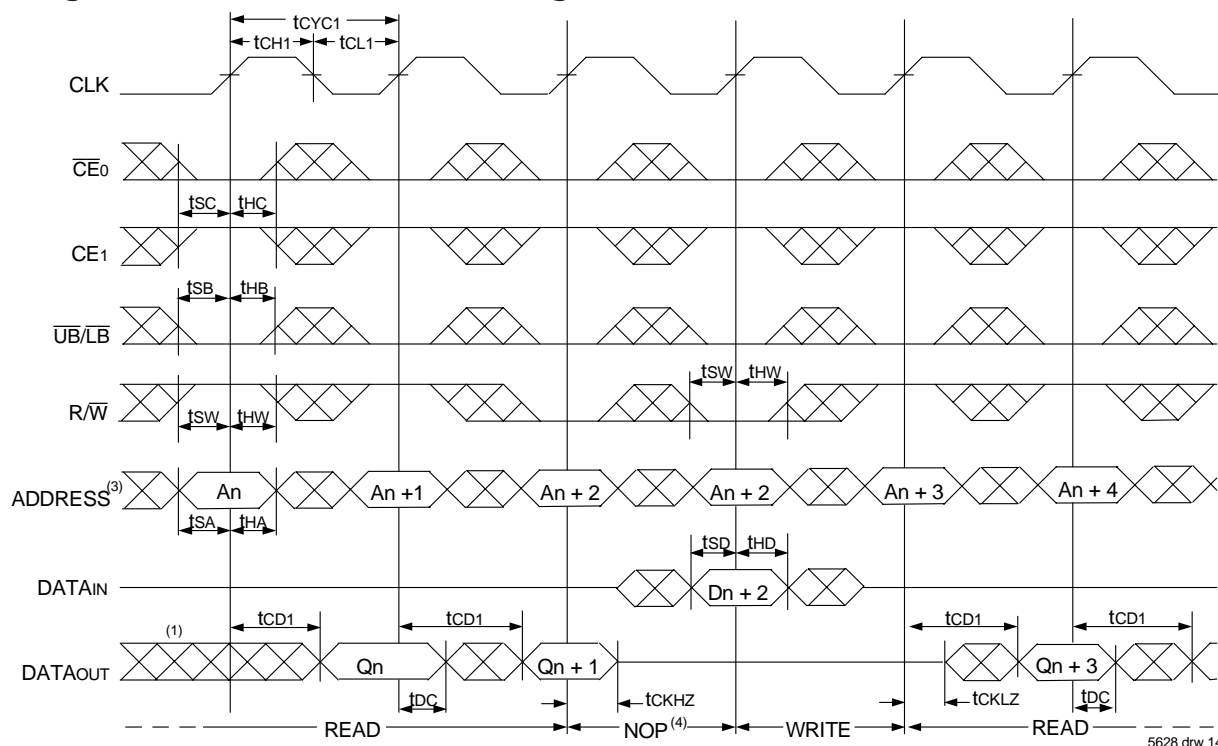 tCYC1
tCH1 tCL1
CLK
CE0
tSC tHC
CE1
tSB tHB
UB/LB
tSW tHW
R/W
tSW tHW
ADDRESS(3) An An +1 An + 2 An + 2 An + 3 An + 4
tSA tHA
tSD tHD
DATAIN Dn + 2
(1) tCD1 tCD1 tCD1 tCD1
DATAOUT Qn Qn + 1 Qn + 3
tDC tCKHZ tCKLZ tDC
READ NOP(4) WRITE READ
5628 drw 14